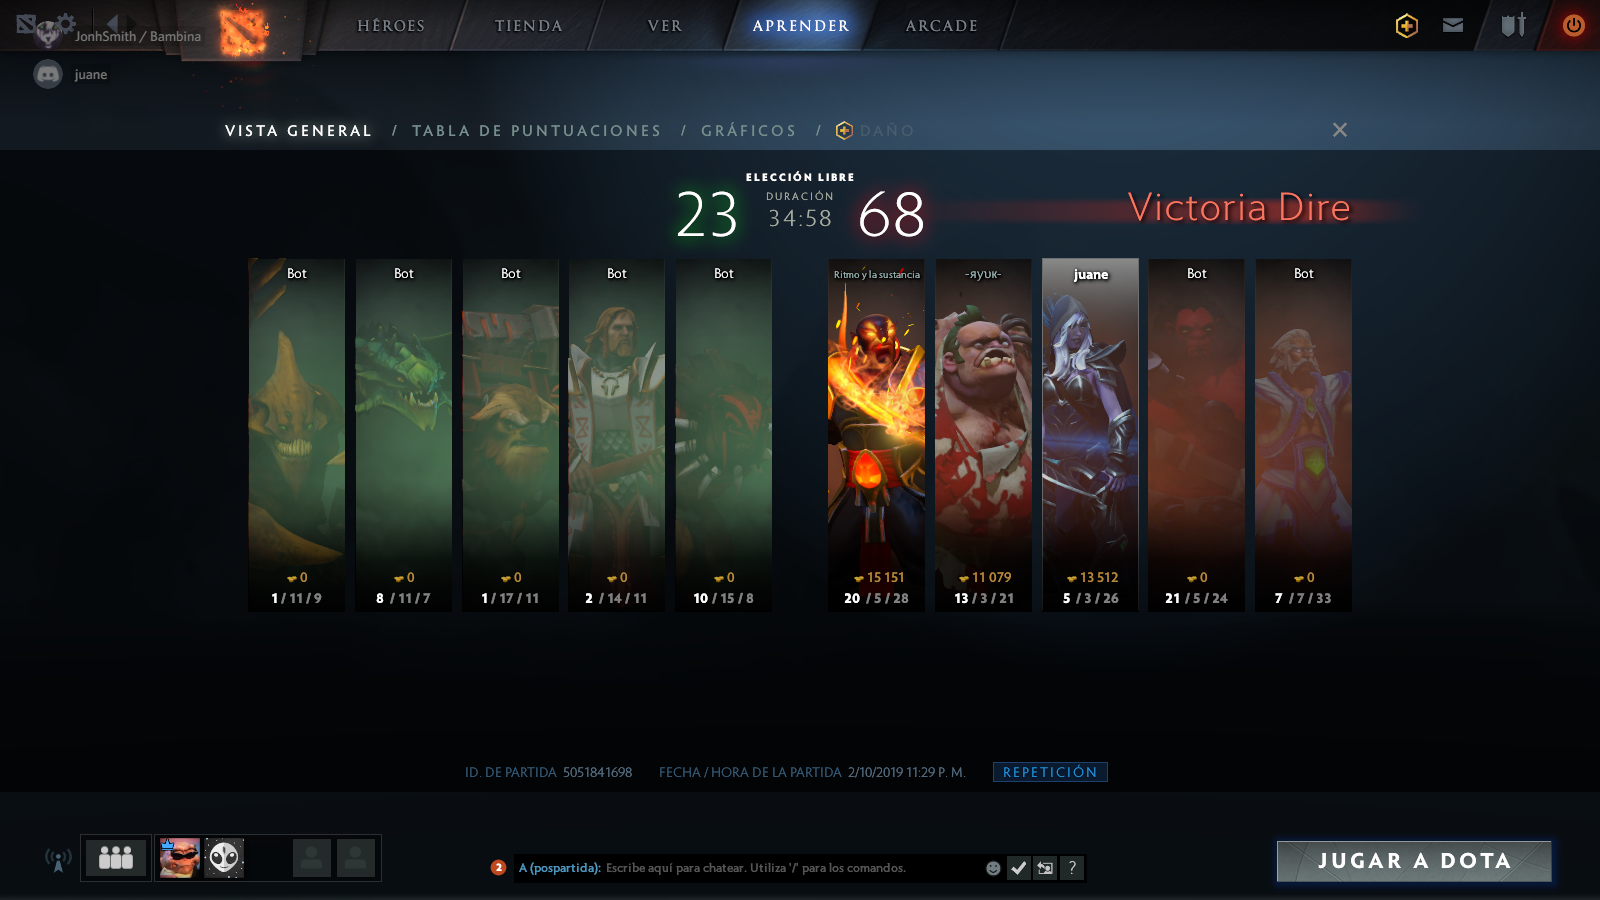 JonhSmith / Bambina
HÉROES
TIENDA
VER
APRENDER
ARCADE
juane
VISTA GENERAL / TABLA DE PUNTUACIONES / GRÁFICOS / DAÑO
ELECCIÓN LIBRE
23
DURACIÓN
34:58
68
Victoria Dire
Bot
Bot
Bot
Bot
Bot
Ritmo y la sustancia
-ЯYUK-
juane
Bot
Bot
0
0
0
0
0
15 151
11 079
13 512
0
0
1 / 11 / 9
8 / 11 / 7
1 / 17 / 11
2 / 14 / 11
10 / 15 / 8
20 / 5 / 28
13 / 3 / 21
5 / 3 / 26
21 / 5 / 24
7 / 7 / 33
ID. DE PARTIDA 5051841698
FECHA / HORA DE LA PARTIDA 2/10/2019 11:29 P. M.
REPETICIÓN
2
A (pospartida): Escribe aquí para chatear. Utiliza '/' para los comandos.
?
JUGAR A DOTA